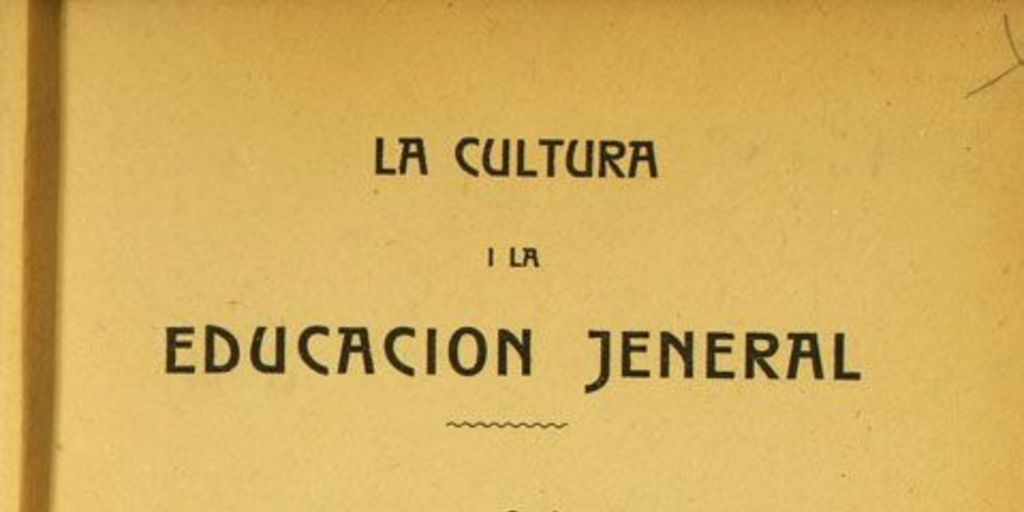 LA CULTURA
I LA
EDUCACION JENERAL